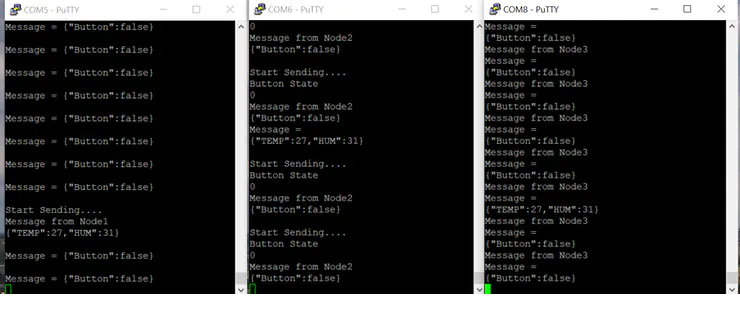 COM5 - PuTTY
Message = {"Button":false}
Message = {"Button":false}
Message = {"Button":false}
Message = {"Button":false}
Message = {"Button":false}
Message = {"Button":false}
Message = {"Button":false}
Message = {"Button":false}
Start Sending....
Message from Node1
{"TEMP":27,"HUM":31}
Message = {"Button":false}
Message = {"Button":false}
COM6 - PuTTY
0
Message from Node2
{"Button":false}
Start Sending....
Button State
0
Message from Node2
{"Button":false}
Message =
{"TEMP":27,"HUM":31}
Start Sending....
Button State
0
Message from Node2
{"Button":false}
Start Sending....
Button State
0
Message from Node2
{"Button":false}
COM8 - PuTTY
Message =
{"Button":false}
Message from Node3
Message =
{"Button":false}
Message from Node3
Message =
{"Button":false}
Message from Node3
Message =
{"Button":false}
Message from Node3
Message =
{"Button":false}
Message from Node3
Message =
{"TEMP":27,"HUM":31}
Message from Node3
Message =
{"Button":false}
Message from Node3
Message =
{"Button":false}